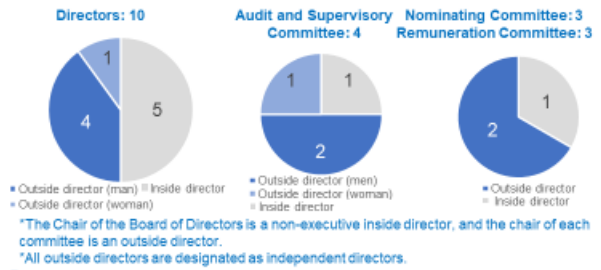 Directors: 10
1
4
5
Outside director (man) Inside director
Outside director (woman)
Audit and Supervisory
Committee: 4
1
1
2
Outside director (men)
Outside director (woman)
Inside director
Nominating Committee: 3
Remuneration Committee: 3
1
2
Outside director
Inside director
*The Chair of the Board of Directors is a non-executive inside director, and the chair of each
committee is an outside director.
*All outside directors are designated as independent directors.